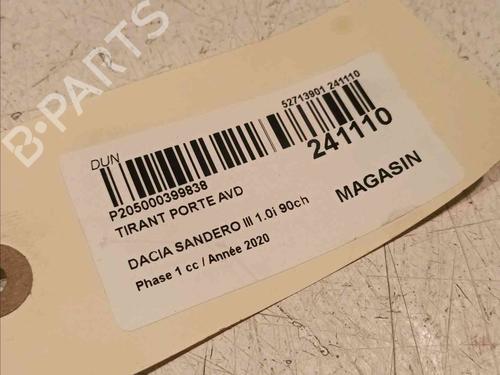 B-PARTS
DUN
52713901 241110
P205000399838
241110
TIRANT PORTE AVD
MAGASIN
DACIA SANDERO III 1.0i 90ch
Phase 1 cc / Année 2020